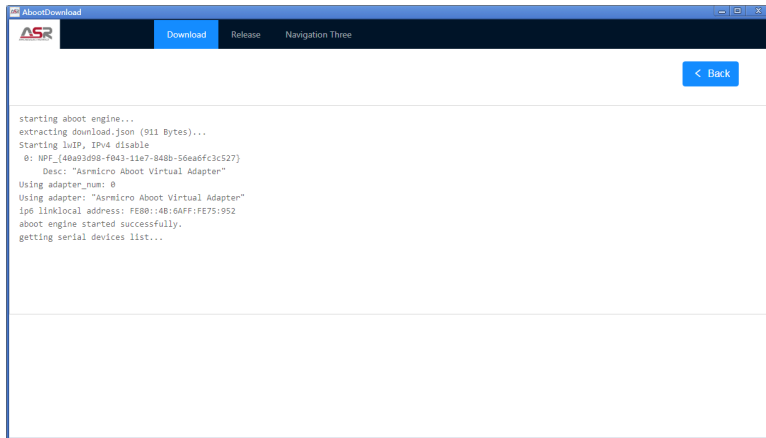 AbootDownload
ASR
Download Release Navigation Three
< Back
starting aboot engine...
extracting download.json (911 Bytes)...
Starting lwIP, IPv4 disable
0: NPF_{40a93d98-f043-11e7-848b-56ea6fc3c527}
Desc: "Asrmicro Aboot Virtual Adapter"
Using adapter_num: 0
Using adapter: "Asrmicro Aboot Virtual Adapter"
ip6 linklocal address: FE80::4B:6AFF:FE75:952
aboot engine started successfully.
getting serial devices list...